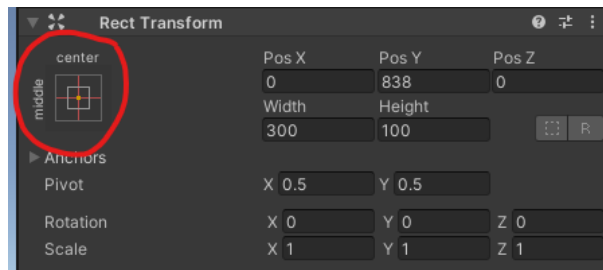 Rect Transform
center
middle
Pos X Pos Y Pos Z
0 838 0
Width Height
300 100
R
Anchors
Pivot X 0.5 Y 0.5
Rotation X 0 Y 0 Z 0
Scale X 1 Y 1 Z 1